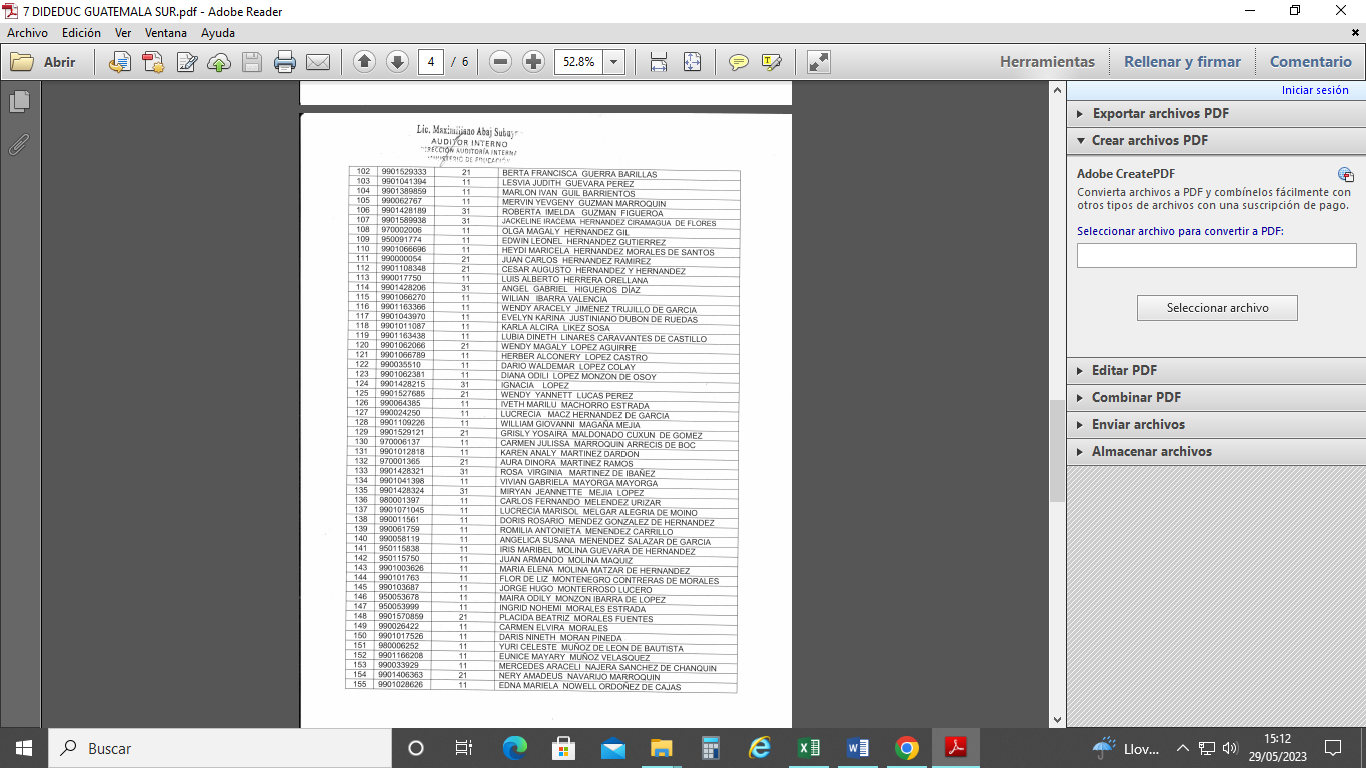 7 DIDEDUC GUATEMALA SUR.pdf - Adobe Reader
Archivo Edición Ver Ventana Ayuda
Abrir 4 / 6 52.8% Herramientas Rellenar y firmar Comentario
Iniciar sesión
Exportar archivos PDF
Crear archivos PDF
Adobe CreatePDF
Convierta archivos a PDF y combínelos fácilmente con
otros tipos de archivos con una suscripción de pago.
Seleccionar archivo para convertir a PDF:
Seleccionar archivo
Editar PDF
Combinar PDF
Enviar archivos
Almacenar archivos
Lic. Maximiliano Abaj Subuy
AUDITOR INTERNO
DIRECCIÓN AUDITORÍA INTERNA
MINISTERIO DE EDUCACIÓN
102 9901529333 21 BERTA FRANCISCA GUERRA BARILLAS
103 9901041394 11 LESVIA JUDITH GUEVARA PEREZ
104 9901389859 11 MARLON IVAN GUIL BARRIENTOS
105 990062767 11 MERVIN YEVGENY GUZMAN MARROQUIN
106 9901428189 31 ROBERTA IMELDA GUZMAN FIGUEROA
107 9901589938 31 JACKELINE IRACEMA HERNANDEZ CIRAMAGUA DE FLORES
108 970002006 11 OLGA MAGALY HERNANDEZ GIL
109 950091774 11 EDWIN LEONEL HERNANDEZ GUTIERREZ
110 9901066696 11 HEYDI MARICELA HERNANDEZ MORALES DE SANTOS
111 990000054 21 JUAN CARLOS HERNANDEZ RAMIREZ
112 9901108348 21 CESAR AUGUSTO HERNANDEZ Y HERNANDEZ
113 990017750 11 LUIS ALBERTO HERRERA ORELLANA
114 9901428206 31 ANGEL GABRIEL HIGUEROS DÍAZ
115 9901066270 11 WILIAN IBARRA VALENCIA
116 9901163366 11 WENDY ARACELY JIMENEZ TRUJILLO DE GARCIA
117 9901043970 11 EVELYN KARINA JUSTINIANO DUBON DE RUEDAS
118 9901011087 11 KARLA ALCIRA LIKEZ SOSA
119 9901163438 11 LUBIA DINETH LINARES CARAVANTES DE CASTILLO
120 9901062066 21 WENDY MAGALY LOPEZ AGUIRRE
121 9901066789 11 HERBER ALCONERY LOPEZ CASTRO
122 990035510 11 DARIO WALDEMAR LOPEZ COLAY
123 9901062381 11 DIANA ODILI LOPEZ MONZON DE OSOY
124 9901428215 31 IGNACIA LOPEZ
125 9901527685 21 WENDY YANNETT LUCAS PEREZ
126 990064385 11 IVETH MARILU MACHORRO ESTRADA
127 990024250 11 LUCRECIA MACZ HERNANDEZ DE GARCIA
128 9901109226 11 WILLIAM GIOVANNI MAGAÑA MEJIA
129 9901529121 21 GRISLY YOSAIRA MALDONADO CUXUN DE GOMEZ
130 970006137 11 CARMEN JULISSA MARROQUIN ARRECIS DE BOC
131 9901012818 11 KAREN ANALY MARTINEZ DARDON
132 970001365 21 AURA DINORA MARTINEZ RAMOS
133 9901428321 31 ROSA VIRGINIA MARTINEZ DE IBAÑEZ
134 9901041398 11 VIVIAN GABRIELA MAYORGA MAYORGA
135 9901428324 31 MIRYAN JEANNETTE MEJIA LOPEZ
136 980001397 11 CARLOS FERNANDO MELENDEZ URIZAR
137 9901071045 11 LUCRECIA MARISOL MELGAR ALEGRIA DE MOINO
138 990011561 11 DORIS ROSARIO MENDEZ GONZALEZ DE HERNANDEZ
139 990061759 11 ROMILIA ANTONIETA MENENDEZ CARRILLO
140 990058119 11 ANGELICA SUSANA MENENDEZ SALAZAR DE GARCIA
141 950115838 11 IRIS MARIBEL MOLINA GUEVARA DE HERNANDEZ
142 950115750 11 JUAN ARMANDO MOLINA MAQUIZ
143 9901003626 11 MARIA ELENA MOLINA MATZAR DE HERNANDEZ
144 990101763 11 FLOR DE LIZ MONTENEGRO CONTRERAS DE MORALES
145 990103687 11 JORGE HUGO MONTERROSO LUCERO
146 950053678 11 MAIRA ODILY MONZON IBARRA DE LOPEZ
147 950053999 11 INGRID NOHEMI MORALES ESTRADA
148 9901570859 21 PLACIDA BEATRIZ MORALES FUENTES
149 990026422 11 CARMEN ELVIRA MORALES
150 9901017526 11 DARIS NINETH MORAN PINEDA
151 980006252 11 YURI CELESTE MUÑOZ DE LEON DE BAUTISTA
152 9901166208 11 EUNICE MAYARY MUÑOZ VELASQUEZ
153 990033929 11 MERCEDES ARACELI NAJERA SANCHEZ DE CHANQUIN
154 9901406363 21 NERY AMADEUS NAVARIJO MARROQUIN
155 9901028626 11 EDNA MARIELA NOWELL ORDOÑEZ DE CAJAS
Buscar
Llov...
15:12
29/05/2023